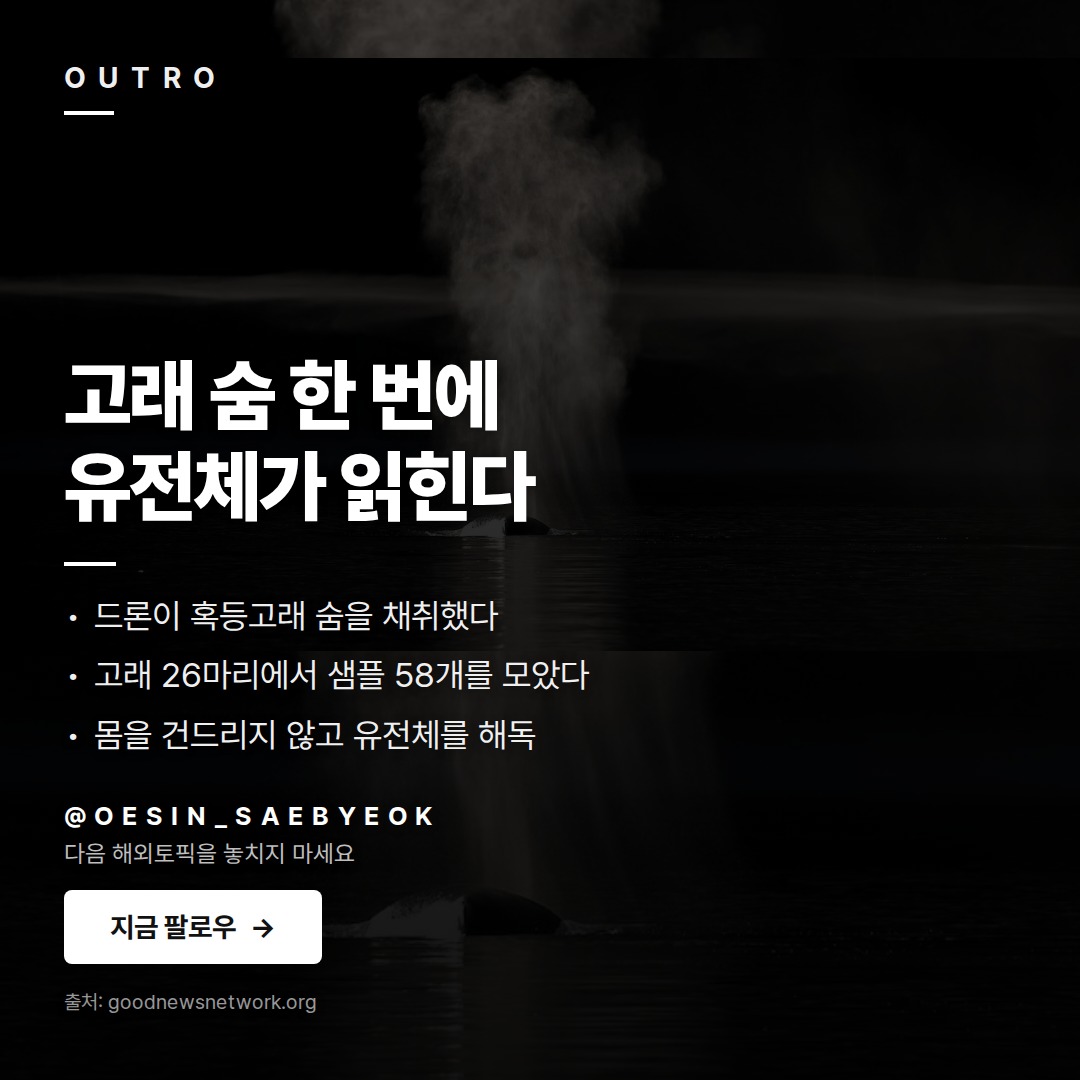 OUTRO
고래 숨 한 번에
유전체가 읽힌다
• 드론이 혹등고래 숨을 채취했다
• 고래 26마리에서 샘플 58개를 모았다
• 몸을 건드리지 않고 유전체를 해독
@OESIN_SAEBYEOK
다음 해외토픽을 놓치지 마세요
지금 팔로우 →
출처: goodnewsnetwork.org